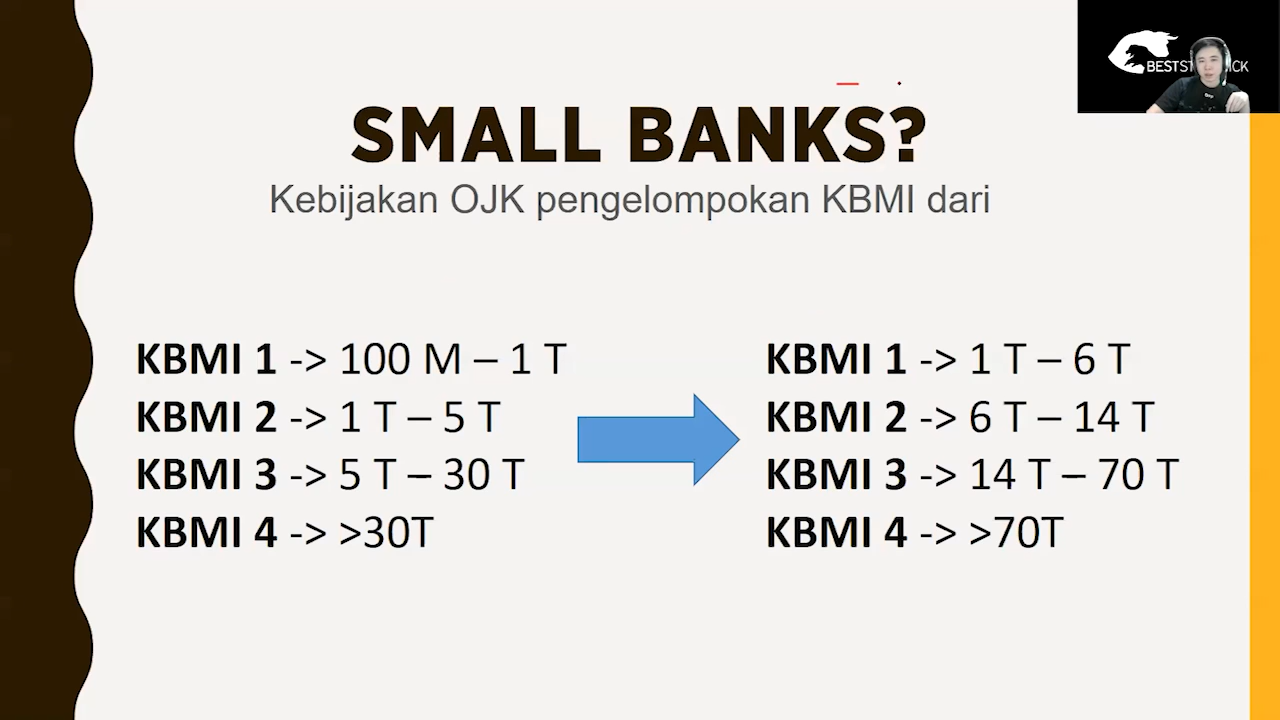 SMALL BANKS?
Kebijakan OJK pengelompokan KBMI dari
KBMI 1 -> 100 M – 1 T
KBMI 2 -> 1 T – 5 T
KBMI 3 -> 5 T – 30 T
KBMI 4 -> >30T
KBMI 1 -> 1 T – 6 T
KBMI 2 -> 6 T – 14 T
KBMI 3 -> 14 T – 70 T
KBMI 4 -> >70T